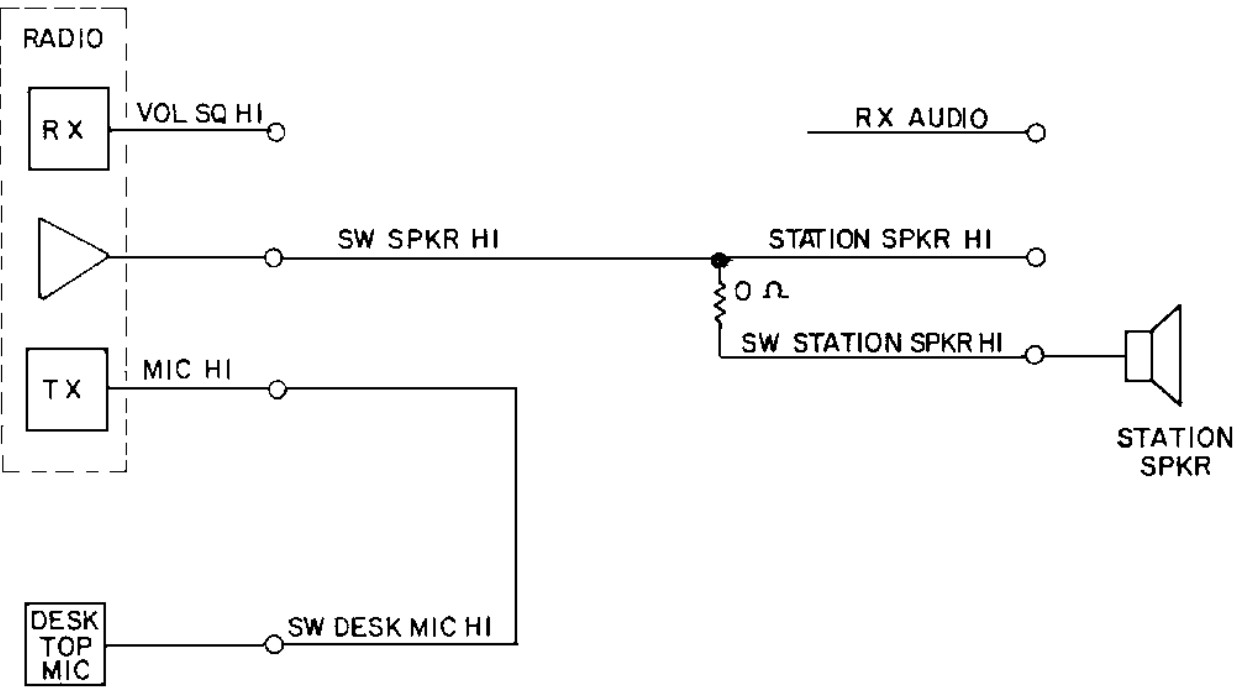 RADIO
RX
VOL SQ HI
RX AUDIO
SW SPKR HI
STATION SPKR HI
0 Ω
SW STATION SPKR HI
STATION
SPKR
TX
MIC HI
DESK
TOP
MIC
SW DESK MIC HI